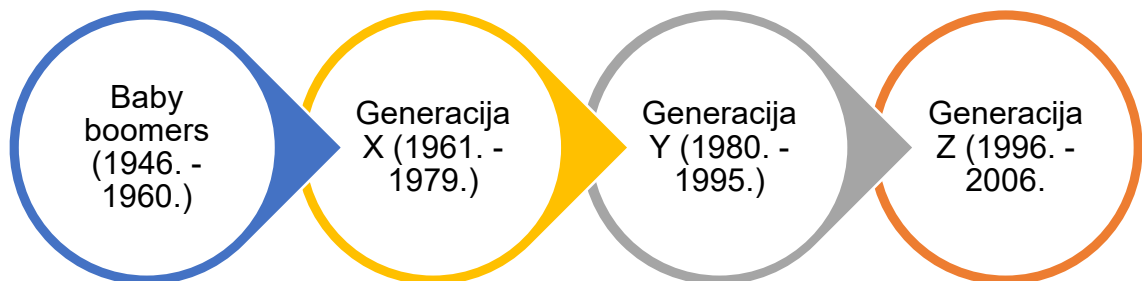 Baby
boomers
(1946. -
1960.)
Generacija
X (1961. -
1979.)
Generacija
Y (1980. -
1995.)
Generacija
Z (1996. -
2006.